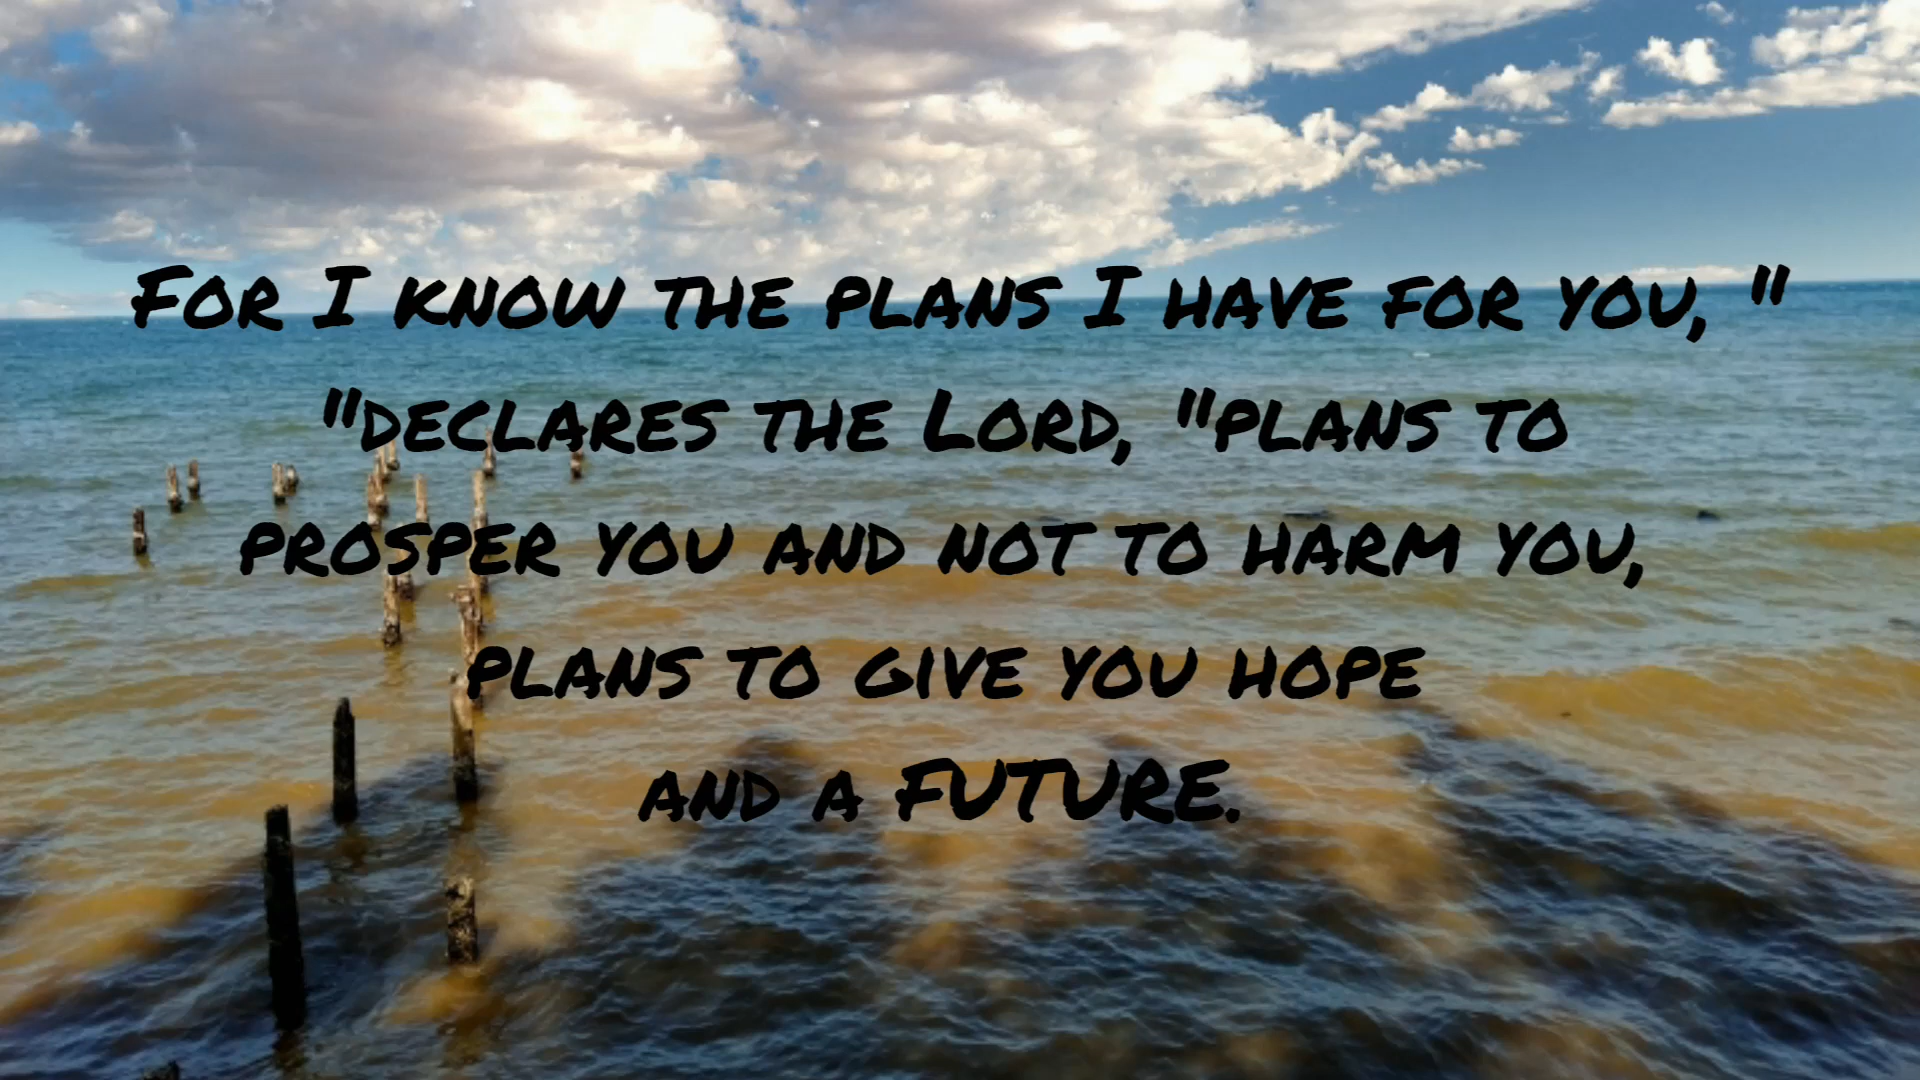 For I know the plans I have for you, "
"declares the Lord, "plans to
prosper you and not to harm you,
plans to give you hope
and a FUTURE.